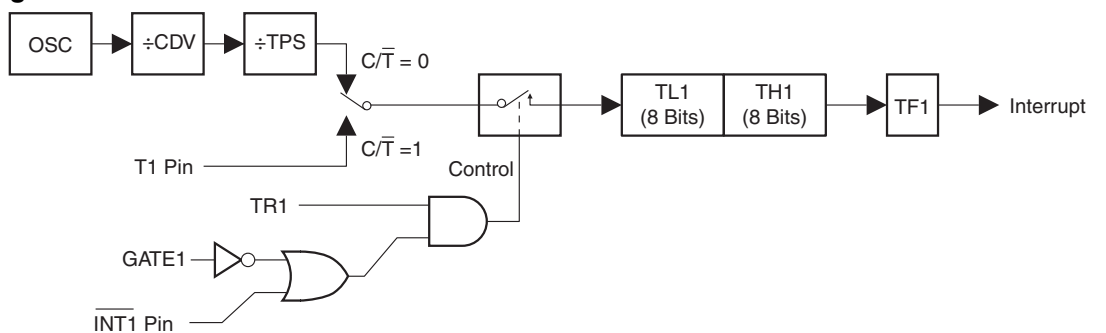 OSC
÷CDV
÷TPS
C/T̅ = 0
TL1
(8 Bits)
TH1
(8 Bits)
TF1
Interrupt
C/T̅ =1
T1 Pin
Control
TR1
GATE1
I̅N̅T̅1̅ Pin